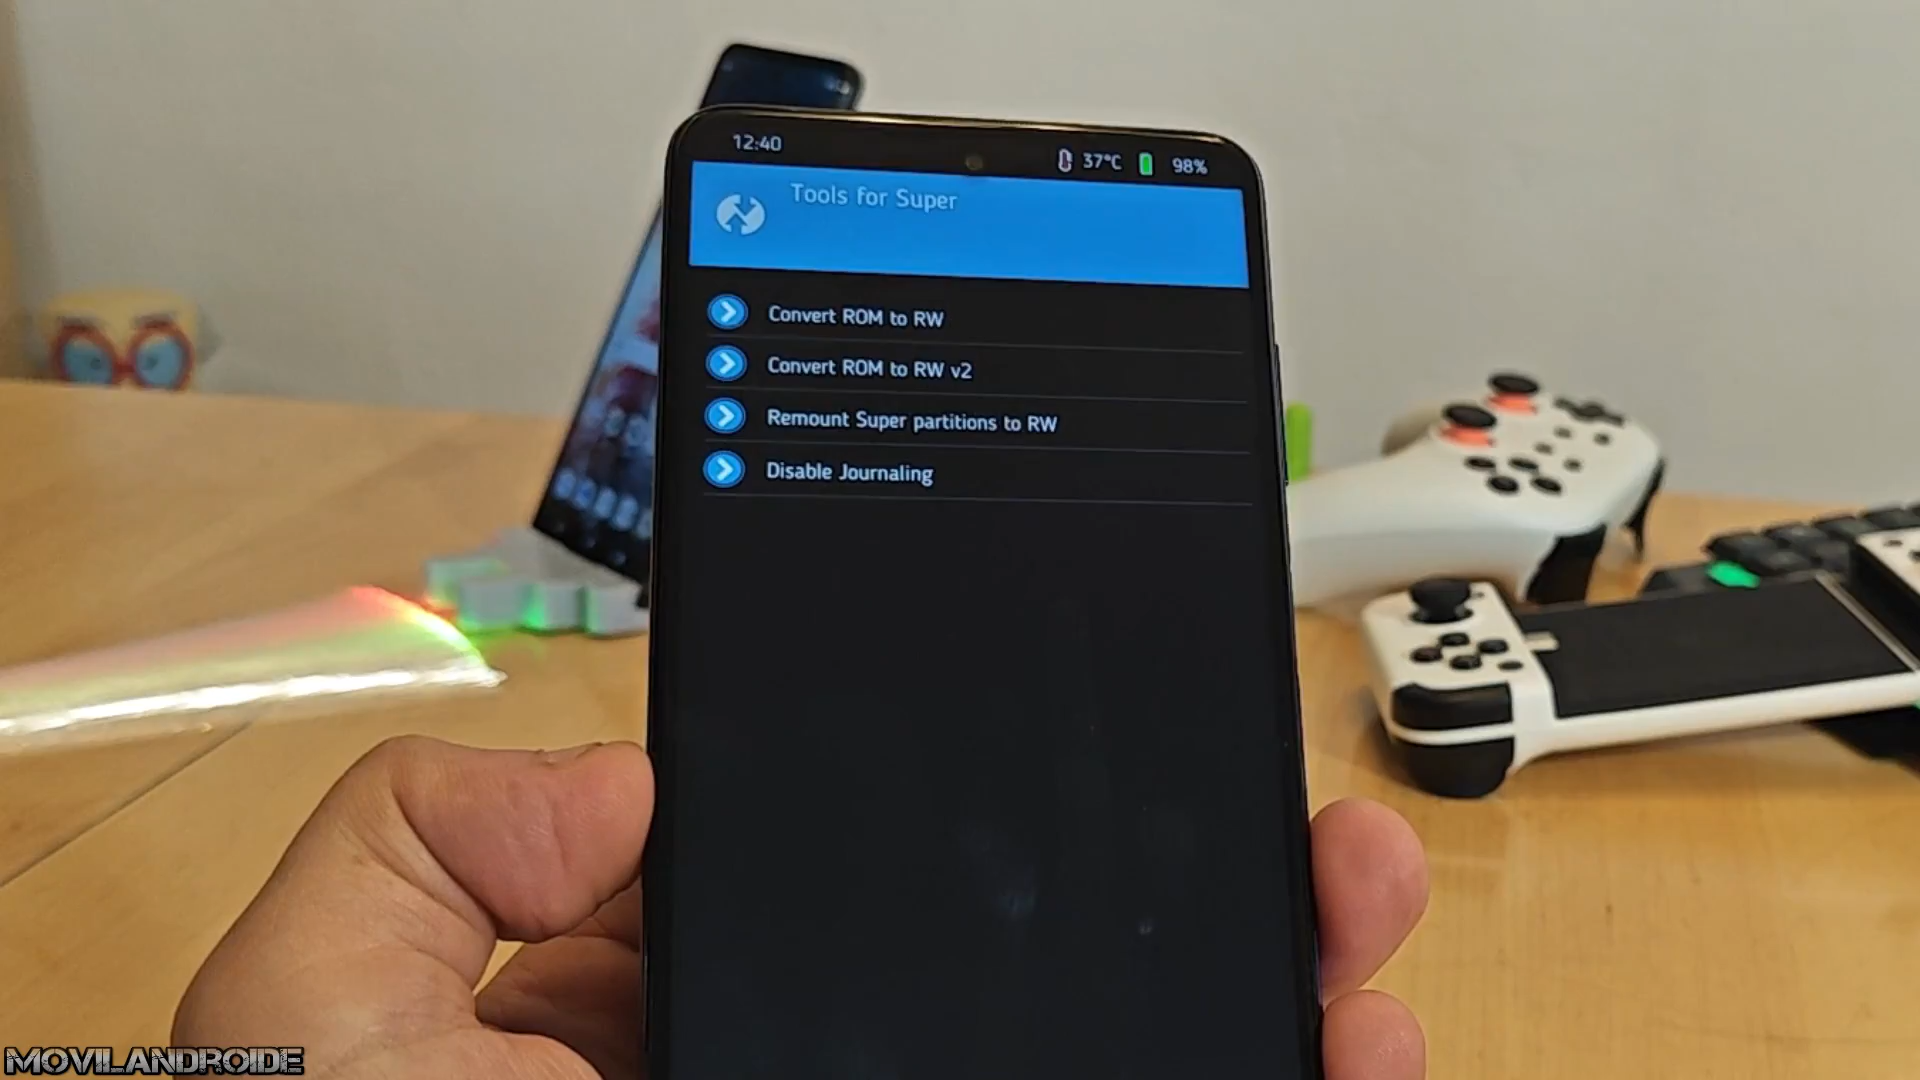 12:40
37°C
98%
Tools for Super
Convert ROM to RW
Convert ROM to RW v2
Remount Super partitions to RW
Disable Journaling
MOVILANDROIDE